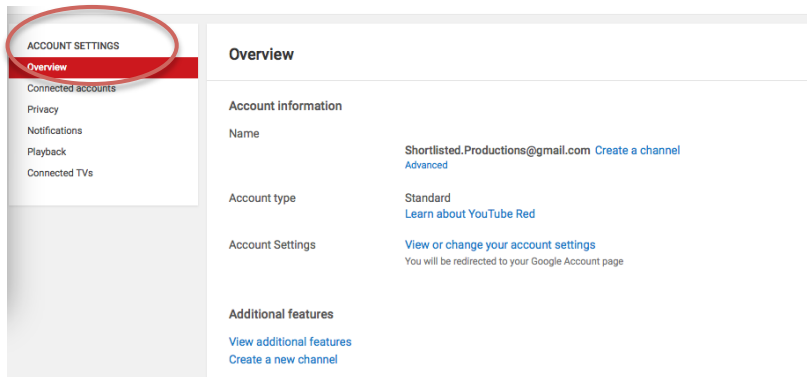 ACCOUNT SETTINGS
Overview
Connected accounts
Privacy
Notifications
Playback
Connected TVs
Overview
Account information
Name
Shortlisted.Productions@gmail.com Create a channel
Advanced
Account type
Standard
Learn about YouTube Red
Account Settings
View or change your account settings
You will be redirected to your Google Account page
Additional features
View additional features
Create a new channel